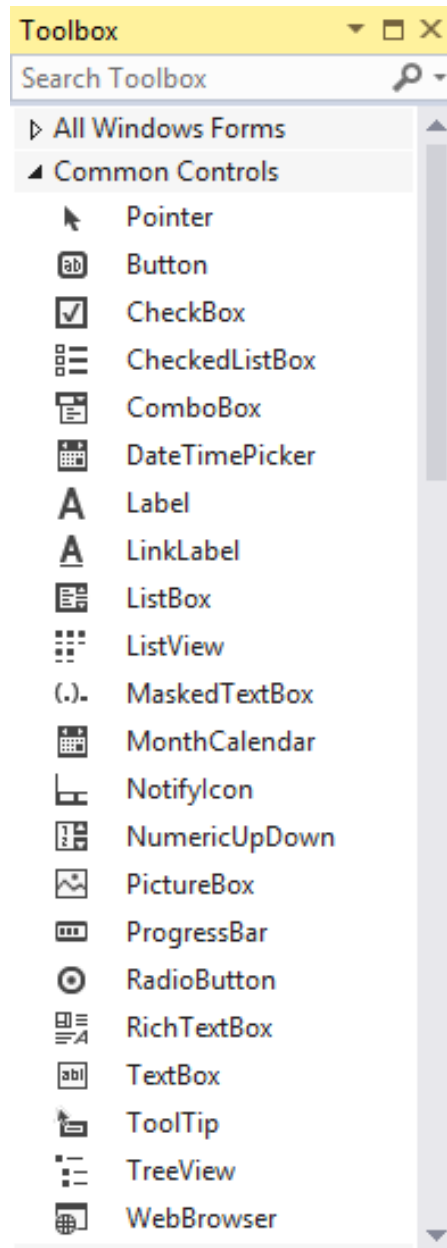 Toolbox
Search Toolbox
All Windows Forms
Common Controls
Pointer
Button
CheckBox
CheckedListBox
ComboBox
DateTimePicker
Label
LinkLabel
ListBox
ListView
MaskedTextBox
MonthCalendar
NotifyIcon
NumericUpDown
PictureBox
ProgressBar
RadioButton
RichTextBox
TextBox
ToolTip
TreeView
WebBrowser